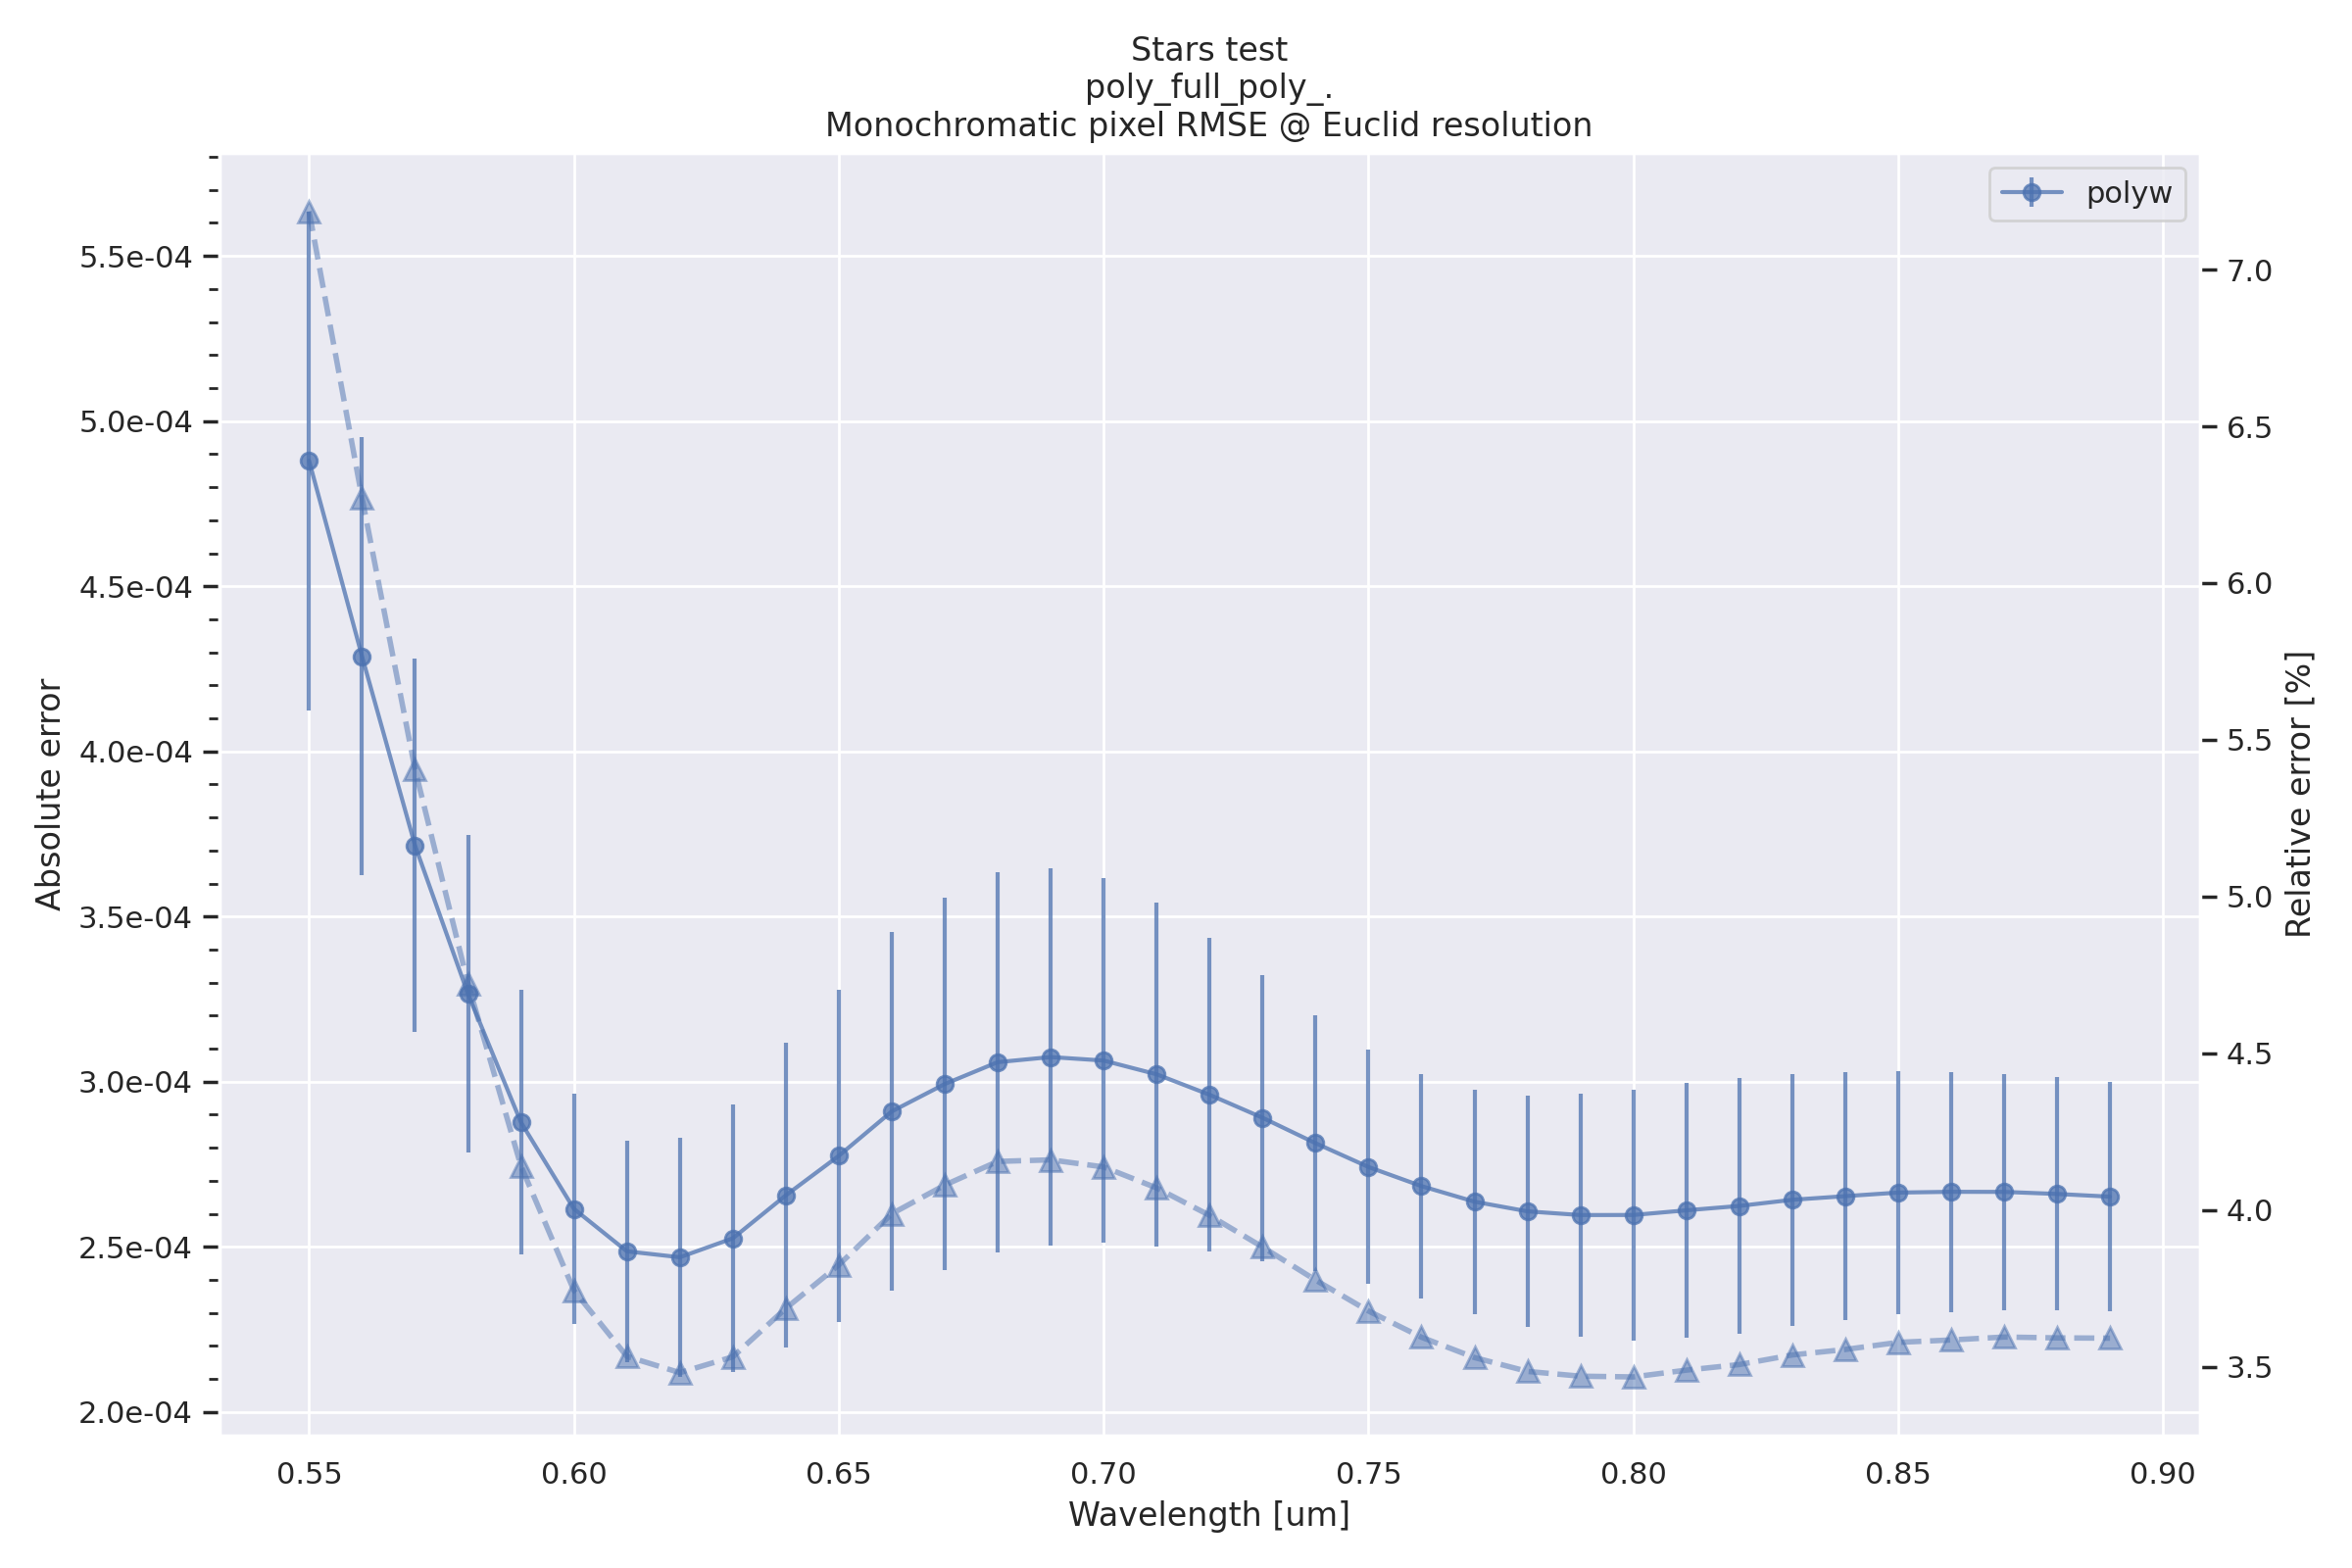 Stars test
poly_full_poly_.
Monochromatic pixel RMSE @ Euclid resolution
polyw
Absolute error
5.5e-04
5.0e-04
4.5e-04
4.0e-04
3.5e-04
3.0e-04
2.5e-04
2.0e-04
7.0
6.5
6.0
5.5
5.0
4.5
4.0
3.5
Relative error [%]
0.55 0.60 0.65 0.70 0.75 0.80 0.85 0.90
Wavelength [um]